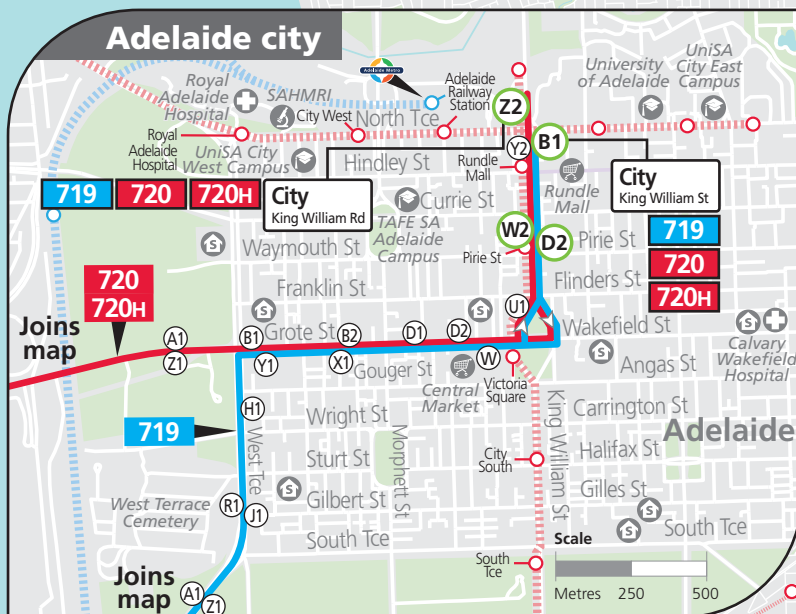 Adelaide city
Adelaide Metro
Royal
Adelaide
Hospital
SAHMRI
City West
Adelaide
Railway
Station
University
of Adelaide
UniSA
City East
Campus
Z2
North Tce
Royal
Adelaide
Hospital
UniSA City
West Campus
Hindley St
Y2
B1
Rundle
Mall
719
720
720H
City
King William Rd
Currie St
Rundle
Mall
City
King William St
719
720
720H
TAFE SA
Adelaide
Campus
W2
D2
Pirie St
Pirie St
Waymouth St
Franklin St
Flinders St
720
720H
Joins
map
A1
Z1
B1
Grote St
B2
D1
D2
U1
Wakefield St
Y1
X1
Gouger St
W
Central
Market
Victoria
Square
Angas St
Calvary
Wakefield
Hospital
H1
Wright St
719
West Tce
Sturt St
Morphett St
City
South
King William St
Carrington St
Adelaide
Halifax St
West Terrace
Cemetery
R1
J1
Gilbert St
Gilles St
South Tce
South Tce
South
Tce
Joins
map
A1
Z1
Scale
Metres 250 500
S
S
S
S
S
S
S
S